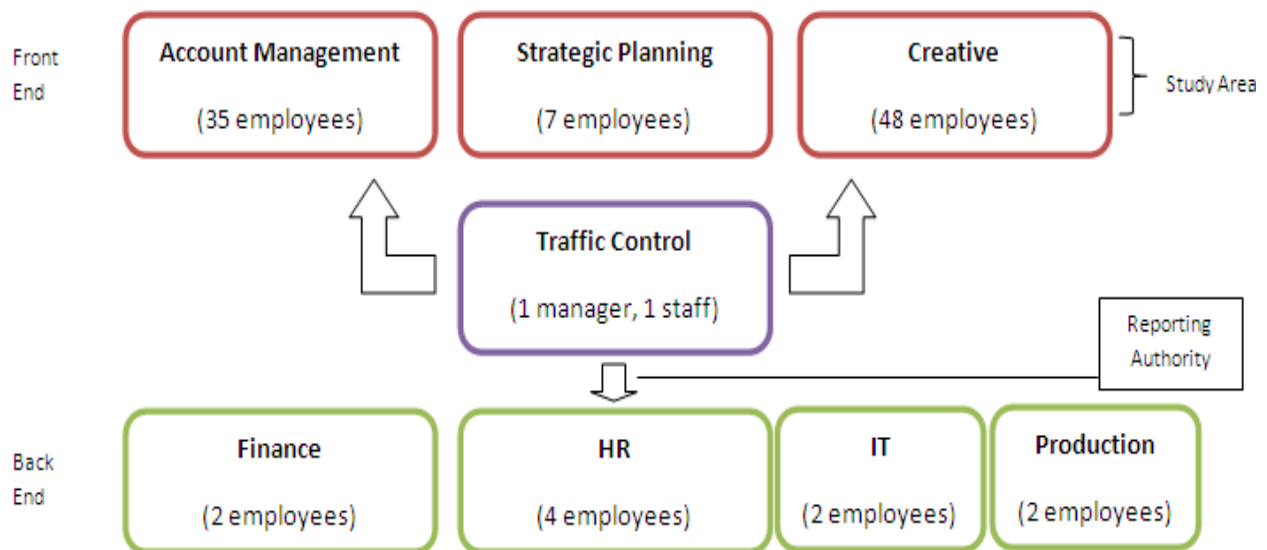 Front
End
Account Management
(35 employees)
Strategic Planning
(7 employees)
Creative
(48 employees)
Study Area
Traffic Control
(1 manager, 1 staff)
Reporting
Authority
Back
End
Finance
(2 employees)
HR
(4 employees)
IT
(2 employees)
Production
(2 employees)